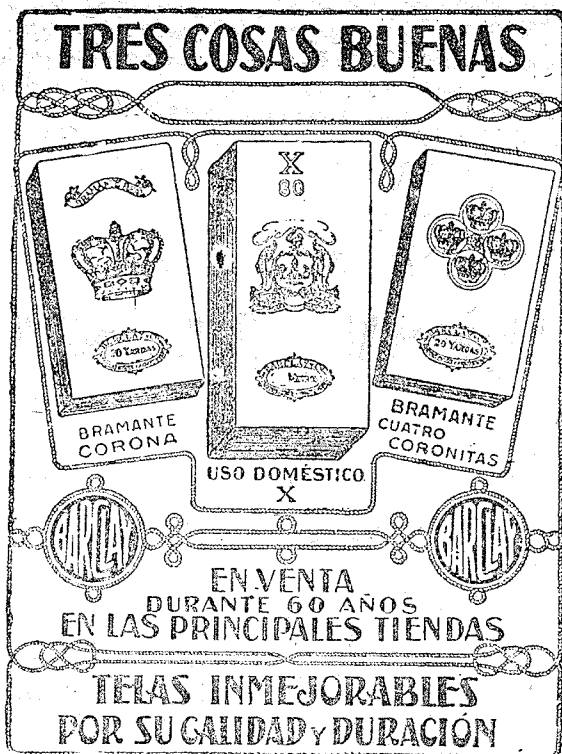 TRES COSAS BUENAS
X
80
20 YARDAS
20 YARDAS
BRAMANTE
CORONA
USO DOMÉSTICO
X
BRAMANTE
CUATRO
CORONITAS
BARCLAY
BARCLAY
EN VENTA
DURANTE 60 AÑOS
EN LAS PRINCIPALES TIENDAS
TELAS INMEJORABLES
POR SU CALIDAD Y DURACIÓN